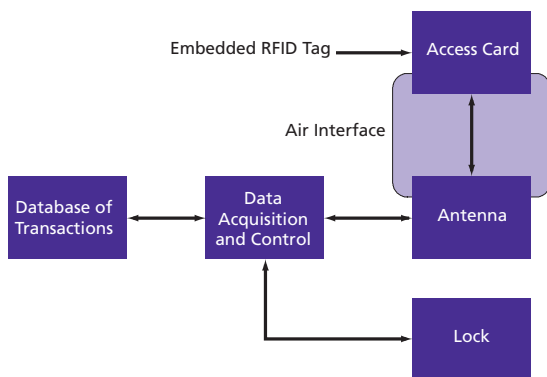 Embedded RFID Tag
Access Card
Air Interface
Database of
Transactions
Data
Acquisition
and Control
Antenna
Lock